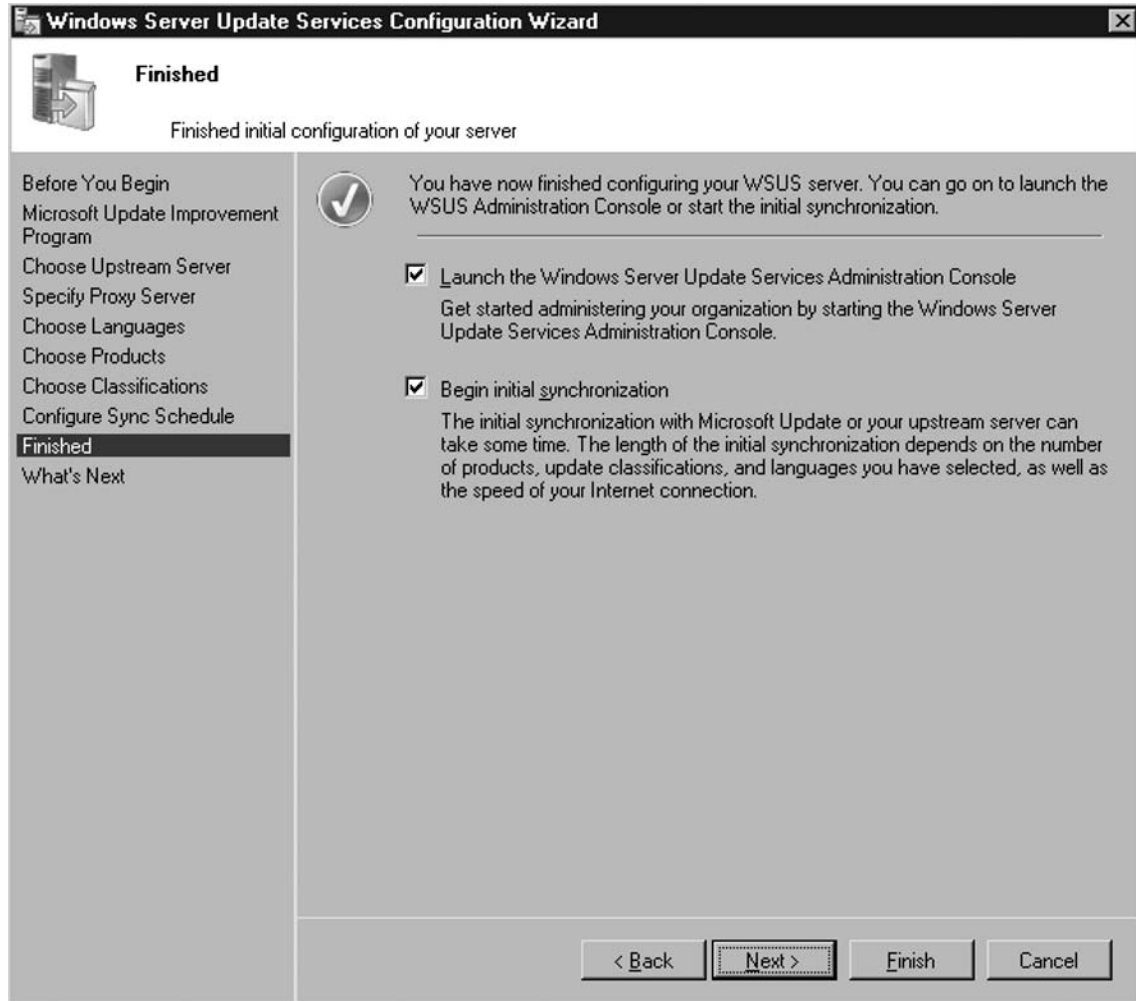 Windows Server Update Services Configuration Wizard
Finished
Finished initial configuration of your server
Before You Begin
Microsoft Update Improvement
Program
Choose Upstream Server
Specify Proxy Server
Choose Languages
Choose Products
Choose Classifications
Configure Sync Schedule
Finished
What's Next
You have now finished configuring your WSUS server. You can go on to launch the
WSUS Administration Console or start the initial synchronization.
Launch the Windows Server Update Services Administration Console
Get started administering your organization by starting the Windows Server
Update Services Administration Console.
Begin initial synchronization
The initial synchronization with Microsoft Update or your upstream server can
take some time. The length of the initial synchronization depends on the number
of products, update classifications, and languages you have selected, as well as
the speed of your Internet connection.
< Back
Next >
Finish
Cancel